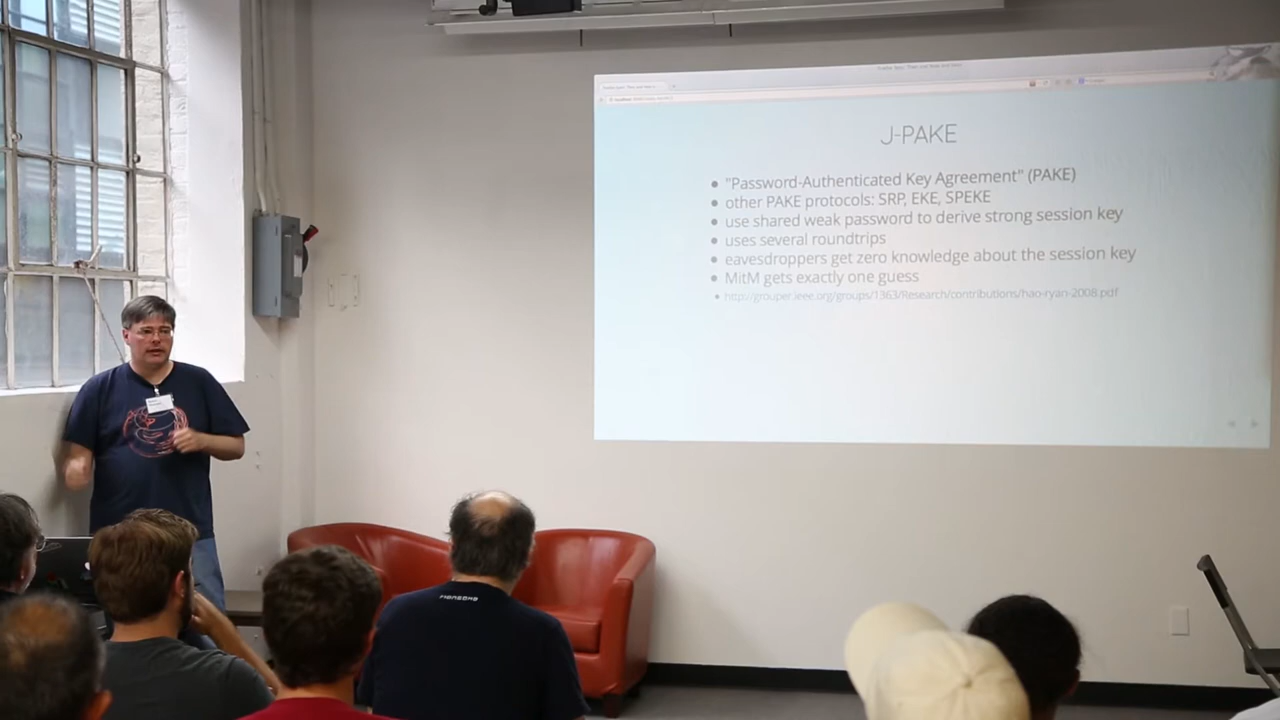 J-PAKE
"Password-Authenticated Key Agreement" (PAKE)
other PAKE protocols: SRP, EKE, SPEKE
use shared weak password to derive strong session key
uses several roundtrips
eavesdroppers get zero knowledge about the session key
MitM gets exactly one guess
http://grouper.ieee.org/groups/1363/Research/contributions/hao-ryan-2008.pdf